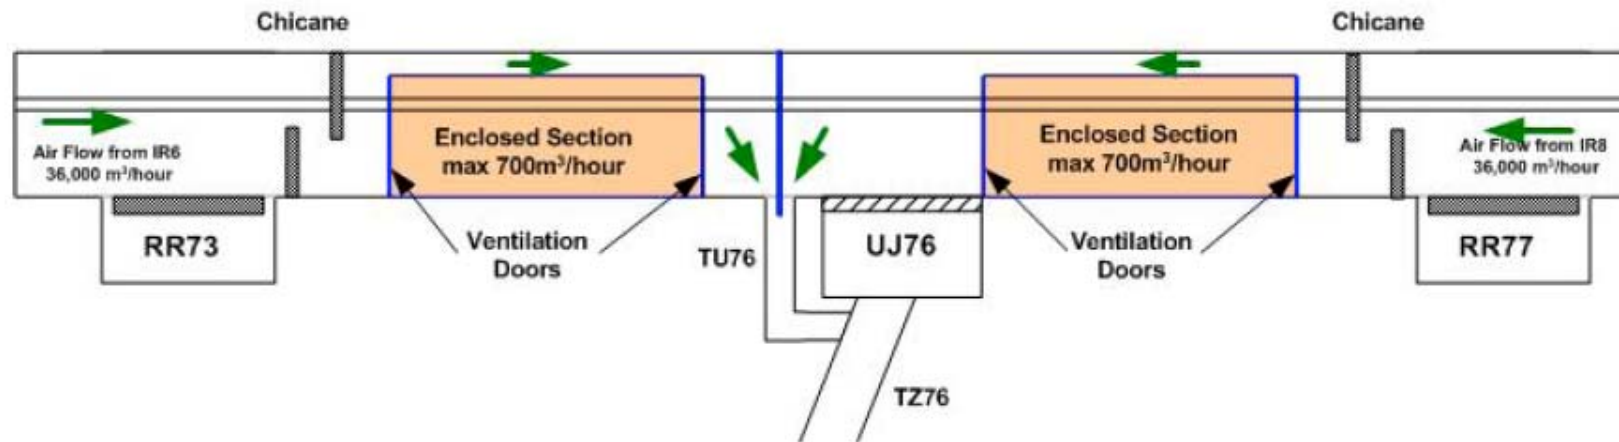 Chicane
Chicane
Enclosed Section
max 700m³/hour
Enclosed Section
max 700m³/hour
Air Flow from IR6
36,000 m³/hour
Air Flow from IR8
36,000 m³/hour
RR73
Ventilation
Doors
TU76
UJ76
Ventilation
Doors
RR77
TZ76